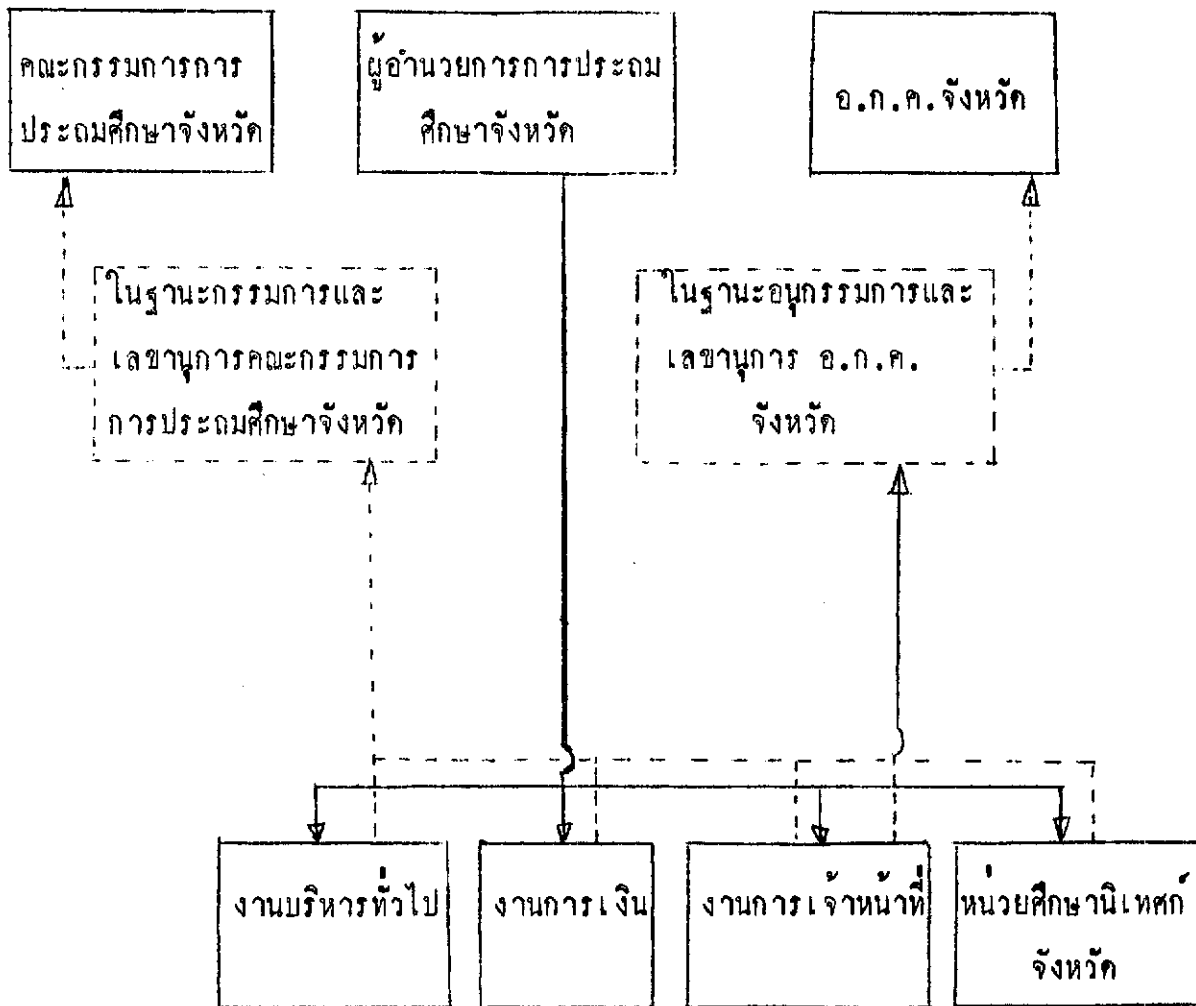 คณะกรรมการการ
ประถมศึกษาจังหวัด
ผู้อำนวยการการประถม
ศึกษาจังหวัด
อ.ก.ค.จังหวัด
ในฐานะกรรมการและ
เลขานุการคณะกรรมการ
การประถมศึกษาจังหวัด
ในฐานะอนุกรรมการและ
เลขานุการ อ.ก.ค.
จังหวัด
งานบริหารทั่วไป
งานการเงิน
งานการเจ้าหน้าที่
หน่วยศึกษานิเทศก์
จังหวัด